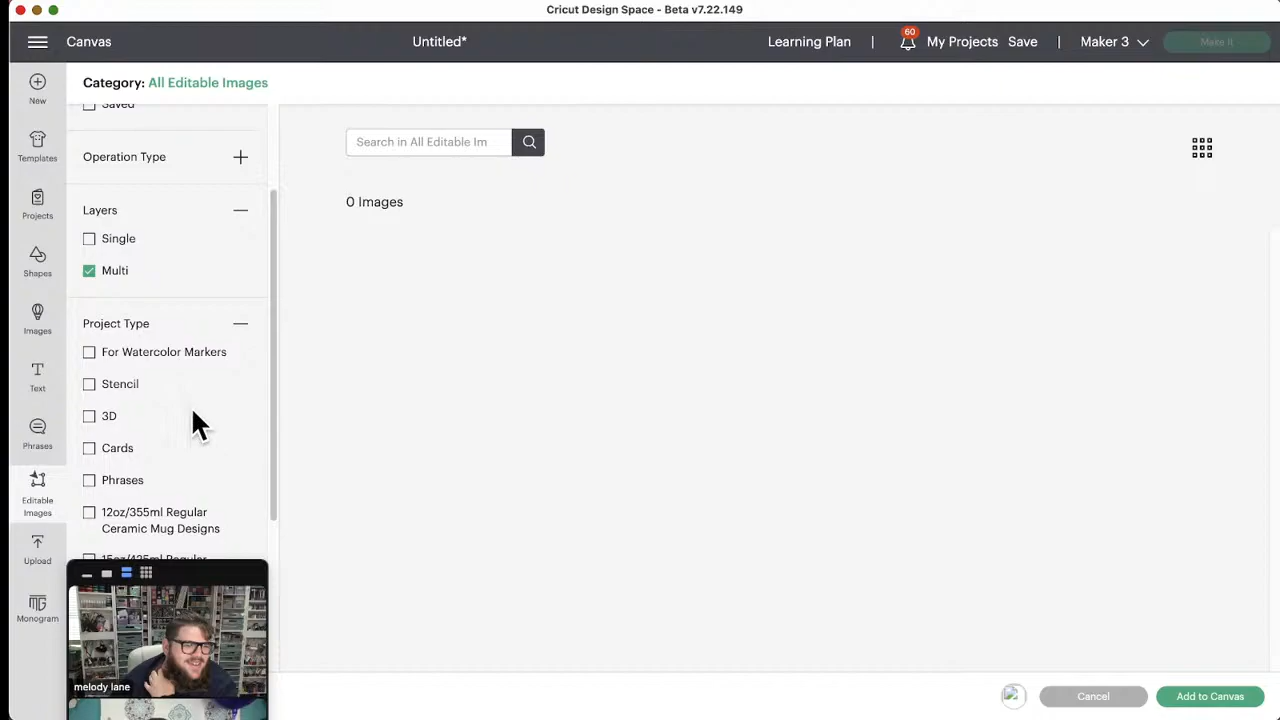 Cricut Design Space - Beta v7.22.149
Canvas
Untitled*
Learning Plan
60
My Projects
Save
Maker 3
Make It
Category: All Editable Images
New
Templates
Projects
Shapes
Images
Text
Phrases
Editable
Images
Upload
Monogram
Saved
Operation Type
Layers
Single
Multi
Project Type
For Watercolor Markers
Stencil
3D
Cards
Phrases
12oz/355ml Regular
Ceramic Mug Designs
15oz/425ml Regular
melody lane
Search in All Editable Im
0 Images
Cancel
Add to Canvas